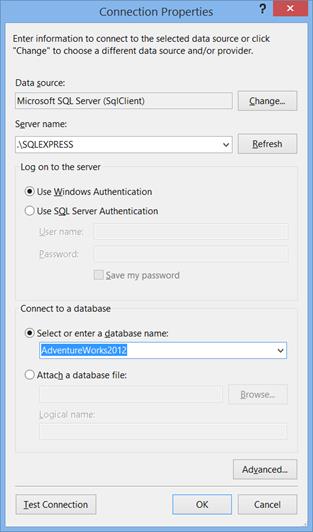 Connection Properties
?
Enter information to connect to the selected data source or click
"Change" to choose a different data source and/or provider.
Data source:
Microsoft SQL Server (SqlClient)
Change...
Server name:
.\SQLEXPRESS
Refresh
Log on to the server
Use Windows Authentication
Use SQL Server Authentication
User name:
Password:
Save my password
Connect to a database
Select or enter a database name:
AdventureWorks2012
Attach a database file:
Browse...
Logical name:
Advanced...
Test Connection
OK
Cancel